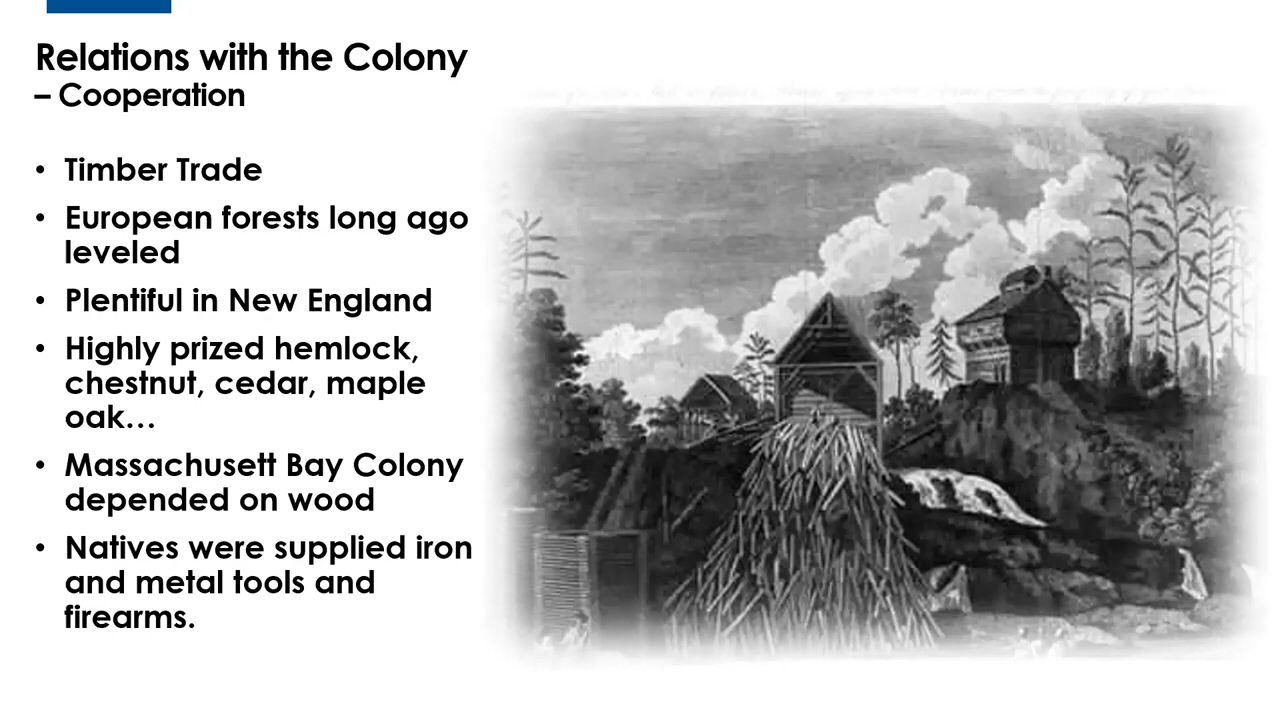 Relations with the Colony
– Cooperation
• Timber Trade
• European forests long ago
leveled
• Plentiful in New England
• Highly prized hemlock,
chestnut, cedar, maple
oak…
• Massachusett Bay Colony
depended on wood
• Natives were supplied iron
and metal tools and
firearms.